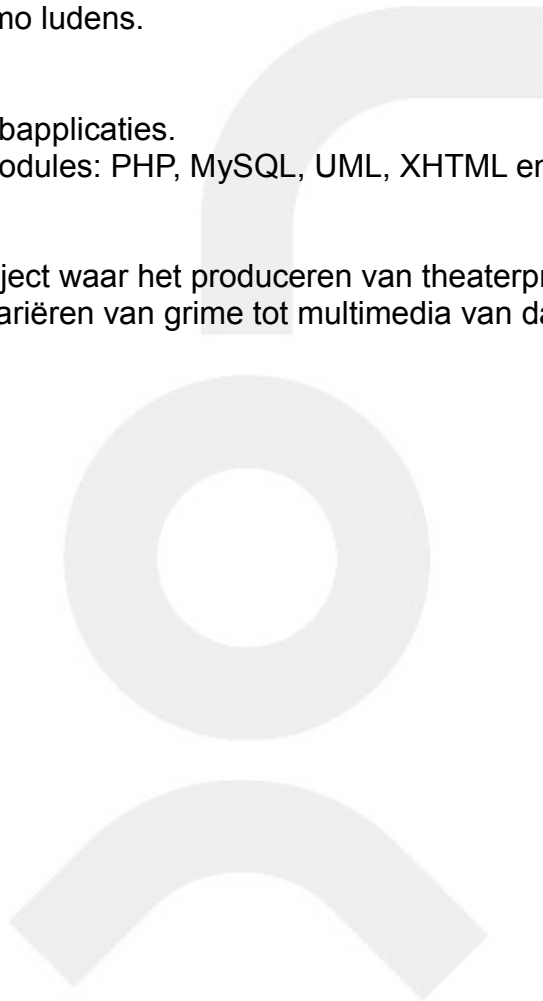 mo ludens.
bapplicaties.
odules: PHP, MySQL, UML, XHTML en
ject waar het produceren van theaterpr
ariëren van grime tot multimedia van da